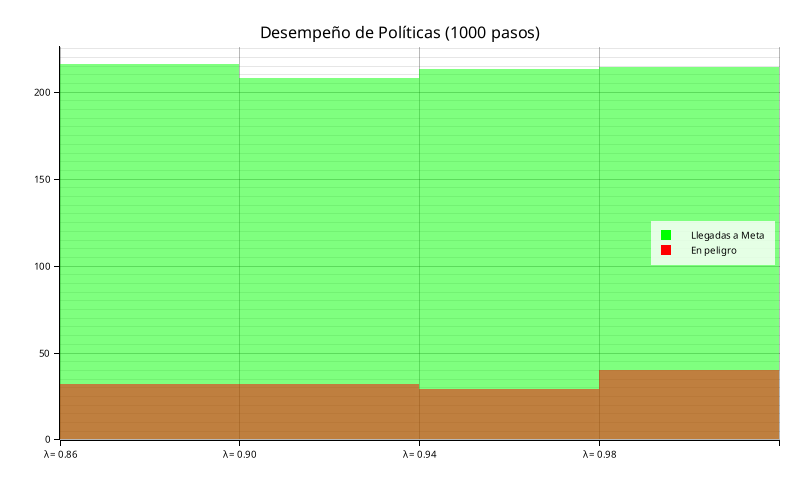 Desempeño de Políticas (1000 pasos)
200
150
100
50
0
Llegadas a Meta
En peligro
λ= 0.86
λ= 0.90
λ= 0.94
λ= 0.98